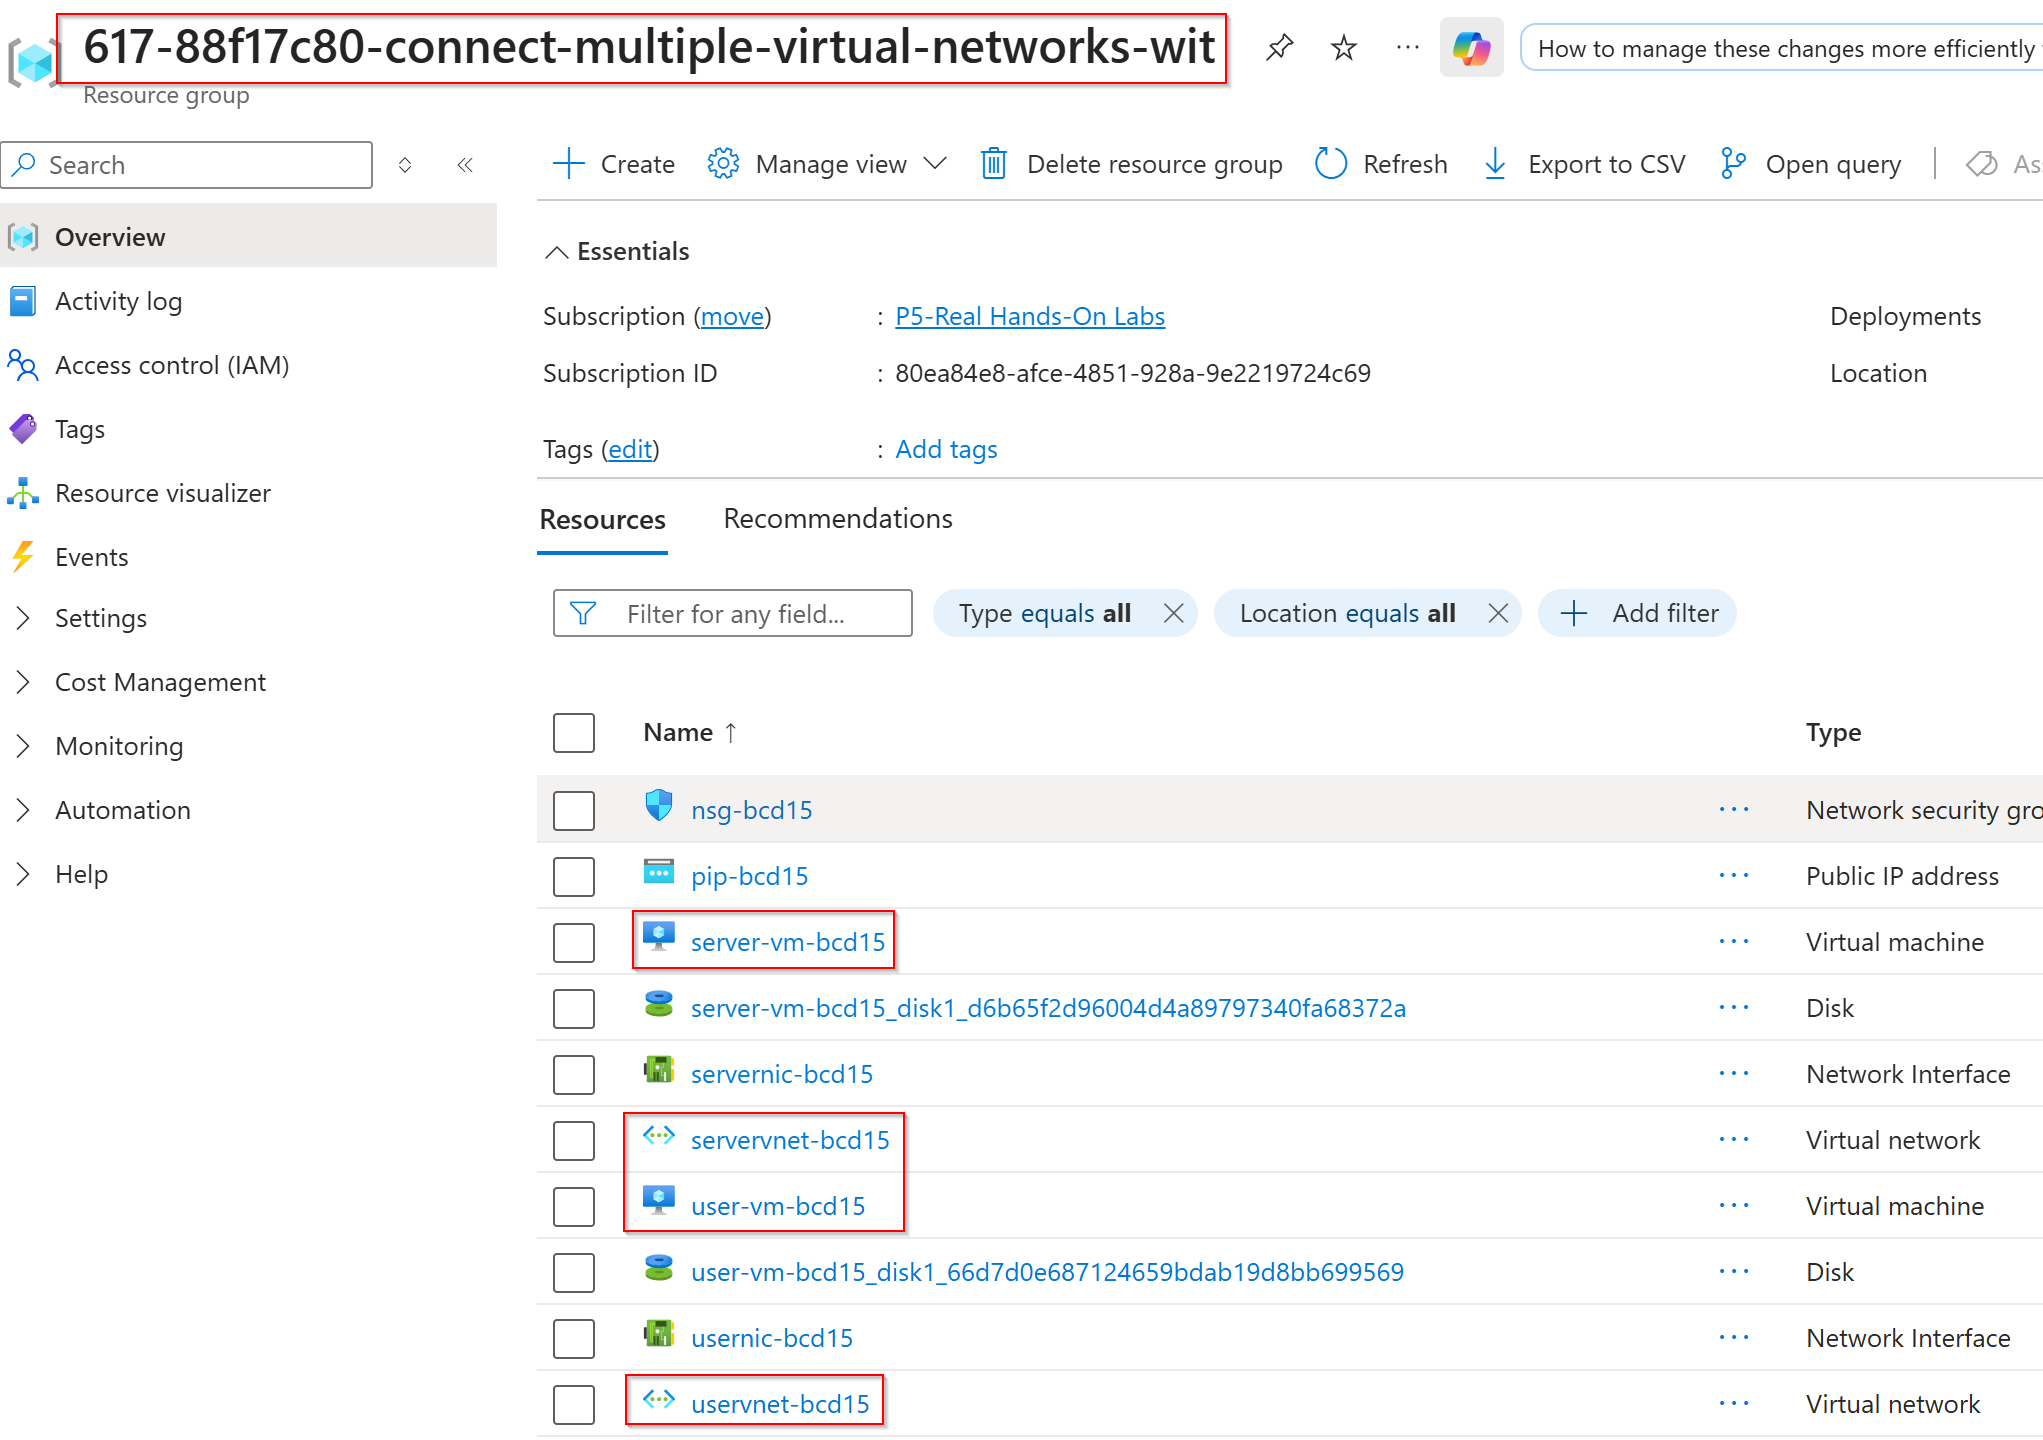 617-88f17c80-connect-multiple-virtual-networks-wit
How to manage these changes more efficiently
Resource group
Search
Create
Manage view
Delete resource group
Refresh
Export to CSV
Open query
Overview
Activity log
Access control (IAM)
Tags
Resource visualizer
Events
Settings
Cost Management
Monitoring
Automation
Help
Essentials
Subscription (move) : P5-Real Hands-On Labs
Deployments
Subscription ID : 80ea84e8-afce-4851-928a-9e2219724c69
Location
Tags (edit) : Add tags
Resources Recommendations
Filter for any field... Type equals all Location equals all Add filter
Name ↑ Type
nsg-bcd15 ··· Network security gro
pip-bcd15 ··· Public IP address
server-vm-bcd15 ··· Virtual machine
server-vm-bcd15_disk1_d6b65f2d96004d4a89797340fa68372a ··· Disk
servernic-bcd15 ··· Network Interface
servervnet-bcd15 ··· Virtual network
user-vm-bcd15 ··· Virtual machine
user-vm-bcd15_disk1_66d7d0e687124659bdab19d8bb699569 ··· Disk
usernic-bcd15 ··· Network Interface
uservnet-bcd15 ··· Virtual network